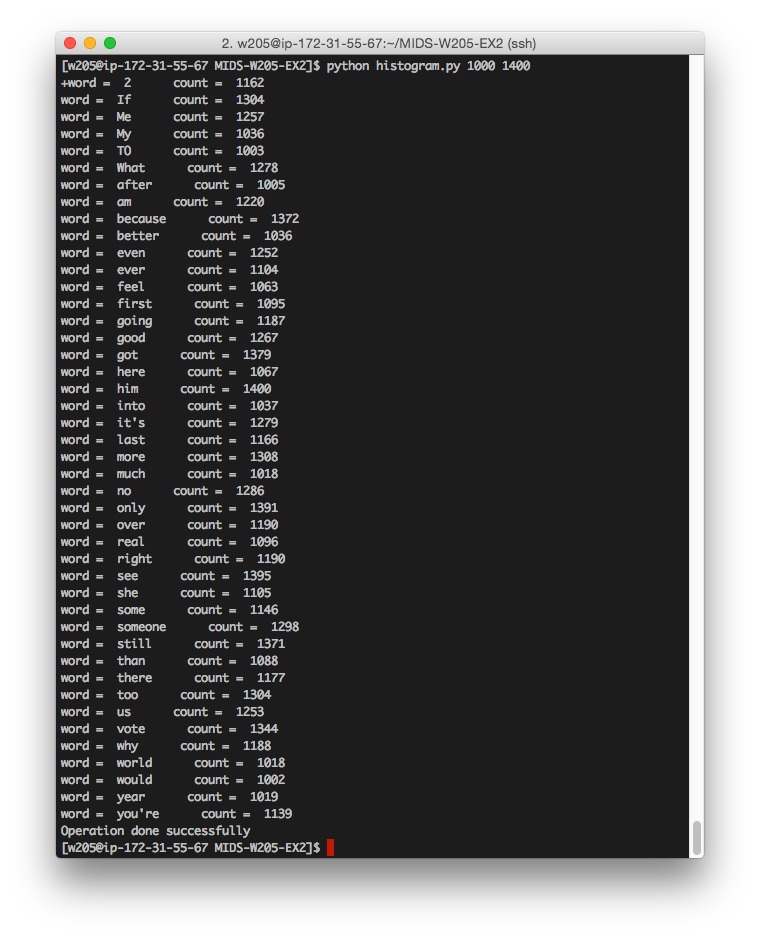 2. w205@ip-172-31-55-67:~/MIDS-W205-EX2 (ssh)
[w205@ip-172-31-55-67 MIDS-W205-EX2]$ python histogram.py 1000 1400
+word =  2      count =  1162
word =  If      count =  1304
word =  Me      count =  1257
word =  My      count =  1036
word =  TO      count =  1003
word =  What      count =  1278
word =  after      count =  1005
word =  am      count =  1220
word =  because      count =  1372
word =  better      count =  1036
word =  even      count =  1252
word =  ever      count =  1104
word =  feel      count =  1063
word =  first      count =  1095
word =  going      count =  1187
word =  good      count =  1267
word =  got      count =  1379
word =  here      count =  1067
word =  him      count =  1400
word =  into      count =  1037
word =  it's      count =  1279
word =  last      count =  1166
word =  more      count =  1308
word =  much      count =  1018
word =  no      count =  1286
word =  only      count =  1391
word =  over      count =  1190
word =  real      count =  1096
word =  right      count =  1190
word =  see      count =  1395
word =  she      count =  1105
word =  some      count =  1146
word =  someone      count =  1298
word =  still      count =  1371
word =  than      count =  1088
word =  there      count =  1177
word =  too      count =  1304
word =  us      count =  1253
word =  vote      count =  1344
word =  why      count =  1188
word =  world      count =  1018
word =  would      count =  1002
word =  year      count =  1019
word =  you're      count =  1139
Operation done successfully
[w205@ip-172-31-55-67 MIDS-W205-EX2]$